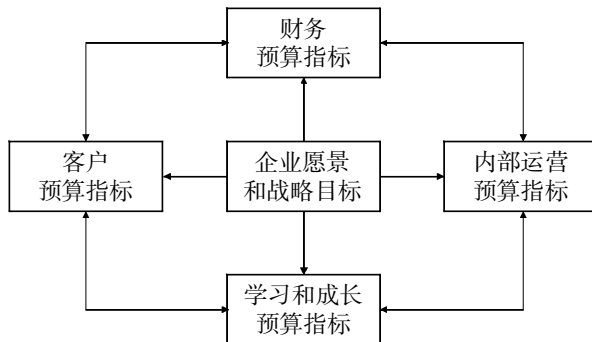 财务
预算指标
客户
预算指标
企业愿景
和战略目标
内部运营
预算指标
学习和成长
预算指标